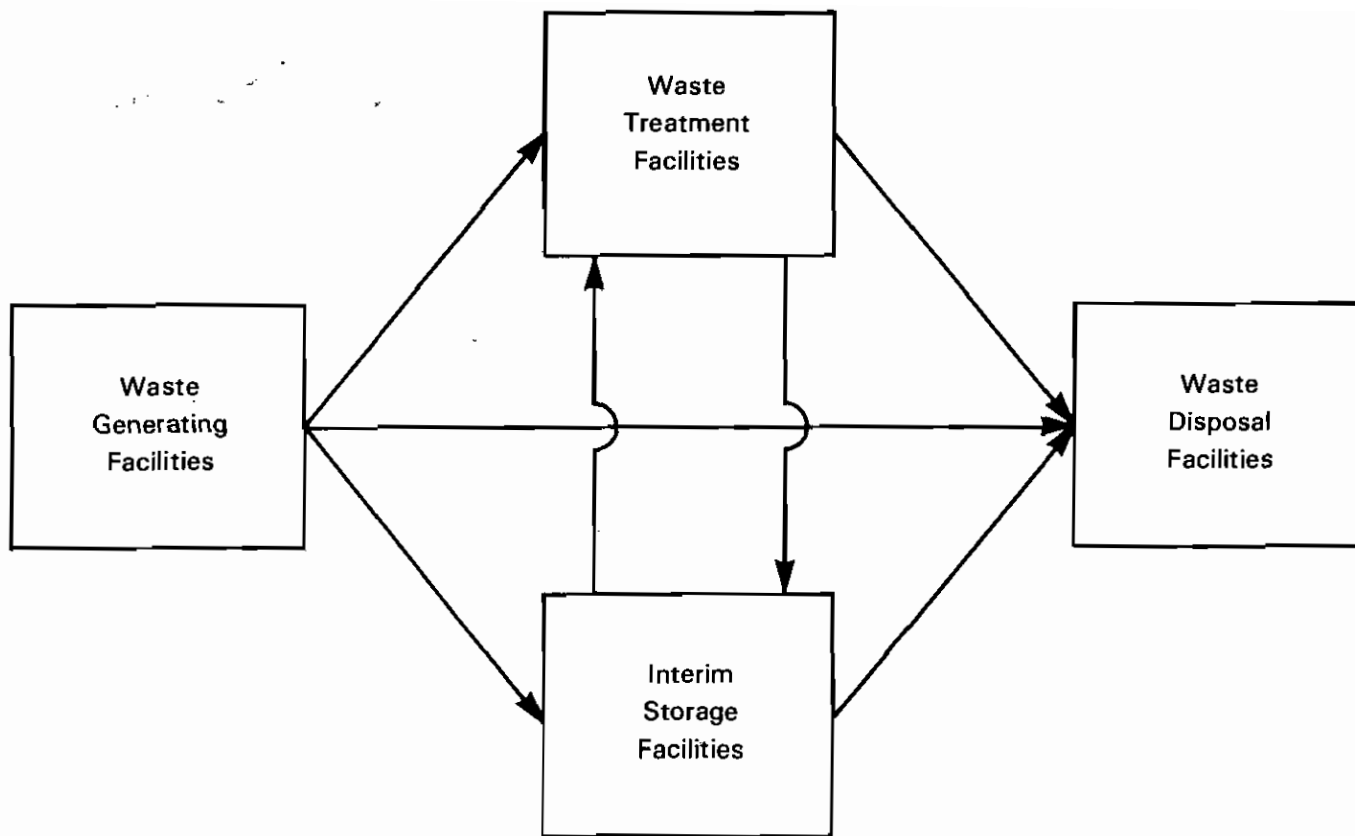 Waste
Treatment
Facilities
Waste
Generating
Facilities
Waste
Disposal
Facilities
Interim
Storage
Facilities